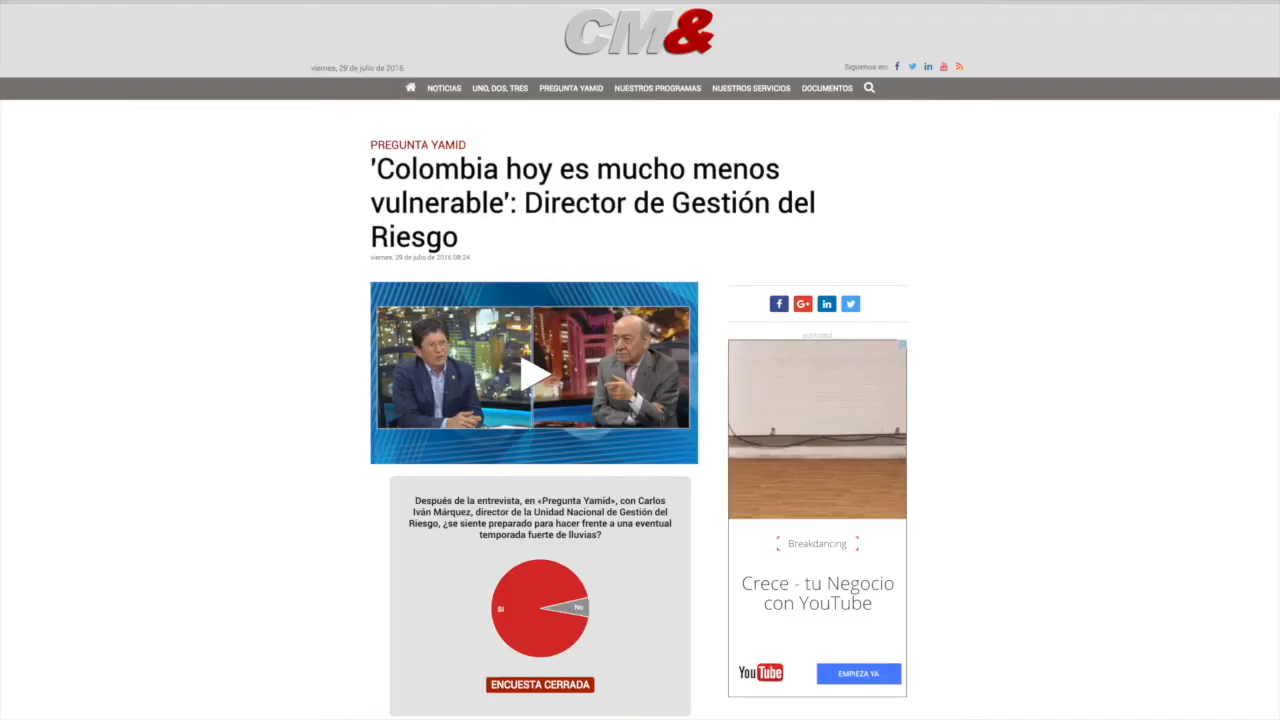 CM&
viernes, 29 de julio de 2016
Síguenos en:
NOTICIAS UNO, DOS, TRES PREGUNTA YAMID NUESTROS PROGRAMAS NUESTROS SERVICIOS DOCUMENTOS
PREGUNTA YAMID
'Colombia hoy es mucho menos
vulnerable': Director de Gestión del
Riesgo
viernes, 29 de julio de 2016 08:24
publicidad
Después de la entrevista, en «Pregunta Yamid», con Carlos
Iván Márquez, director de la Unidad Nacional de Gestión del
Riesgo, ¿se siente preparado para hacer frente a una eventual
temporada fuerte de lluvias?
SI
No
ENCUESTA CERRADA
Breakdancing
Crece - tu Negocio
con YouTube
YouTube
EMPIEZA YA